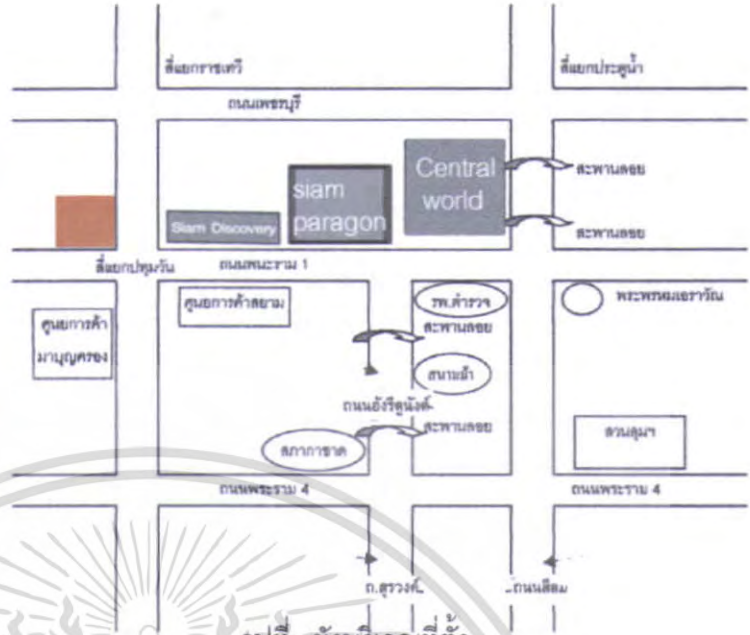 สี่แยกราชเทวี
สี่แยกประตูน้ำ
ถนนเพชรบุรี
Central
world
สะพานลอย
siam
paragon
Siam Discovery
สะพานลอย
สี่แยกปทุมวัน
ถนนพระราม 1
ศูนย์การค้าสยาม
รพ.ตำรวจ
พระพรหมเอราวัณ
ศูนย์การค้า
มาบุญครอง
สะพานลอย
สนามม้า
ถนนอังรีดูนังต์
สะพานลอย
สวนลุมฯ
สภากาชาด
ถนนพระราม 4
ถนนพระราม 4
ถ.สุรวงศ์
ถนนสีลม